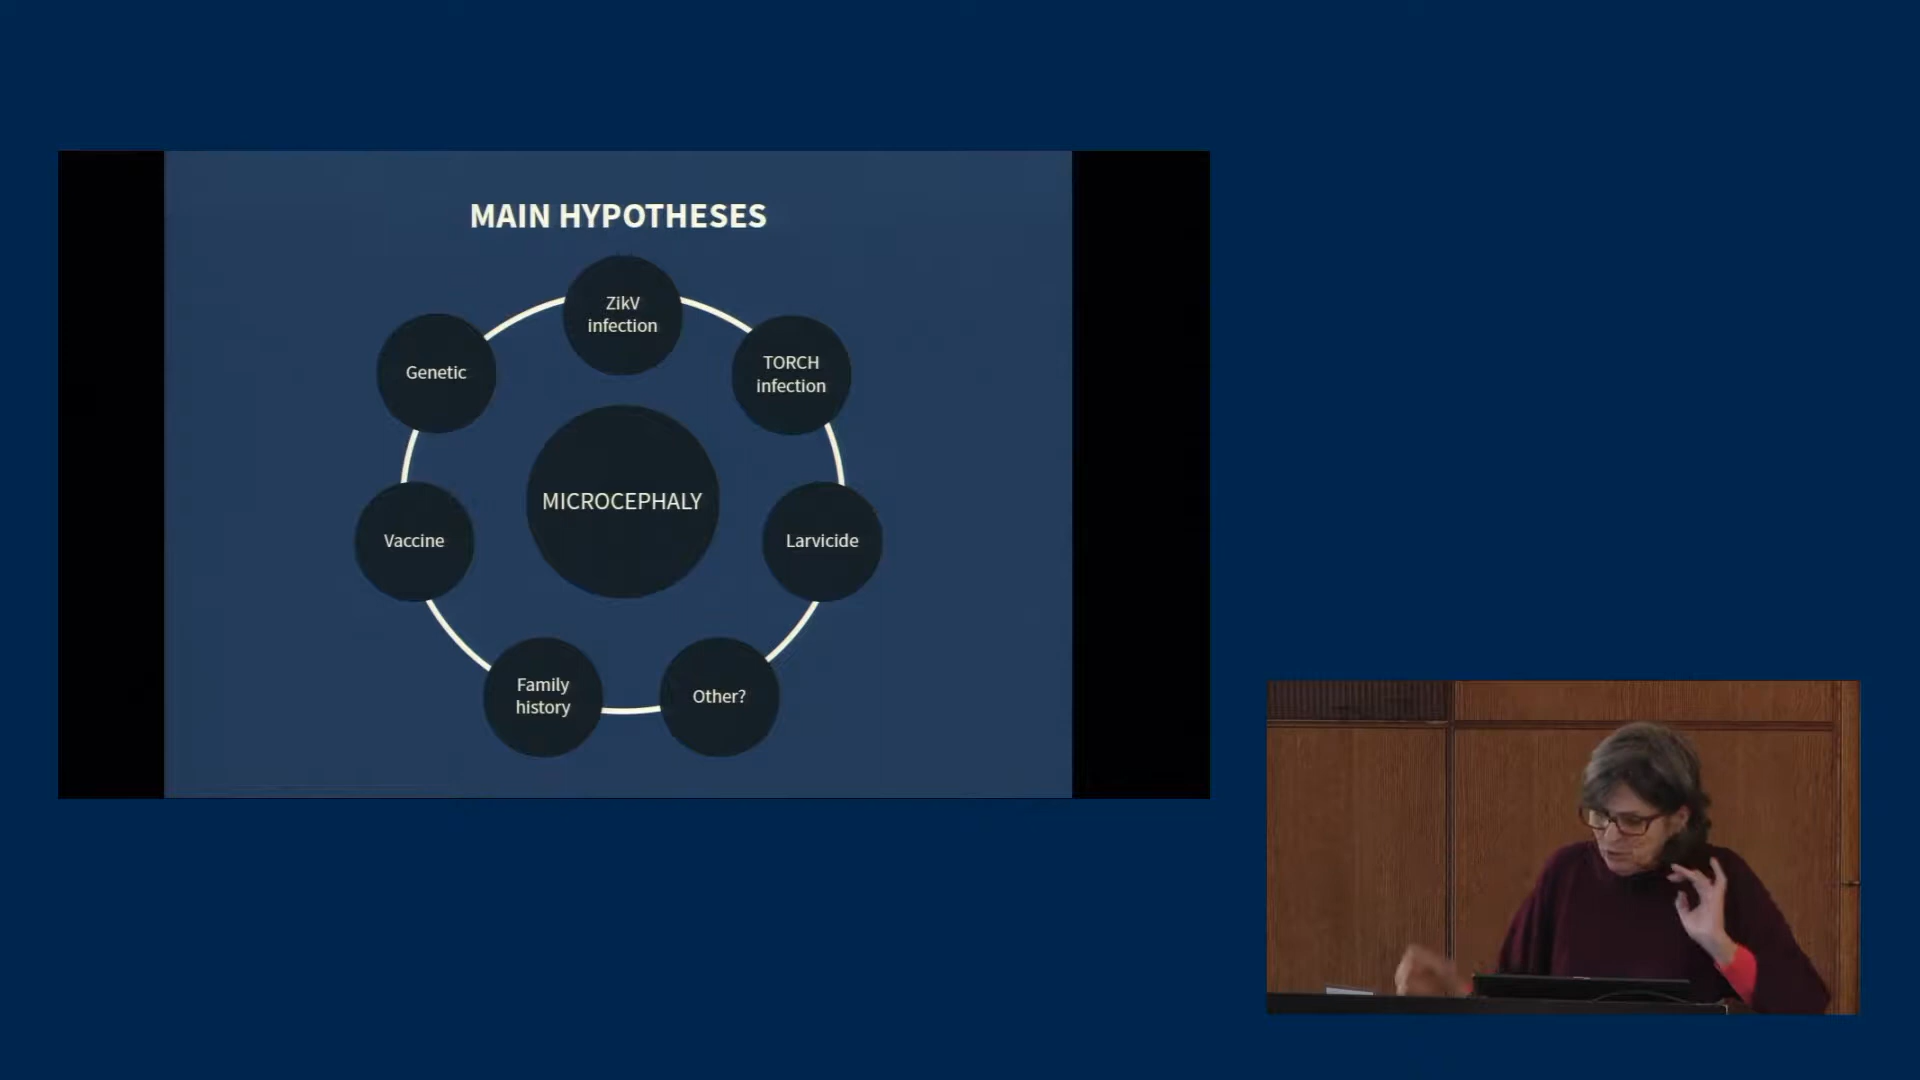 MAIN HYPOTHESES
ZikV
infection
TORCH
infection
Larvicide
Other?
Family
history
Vaccine
Genetic
MICROCEPHALY